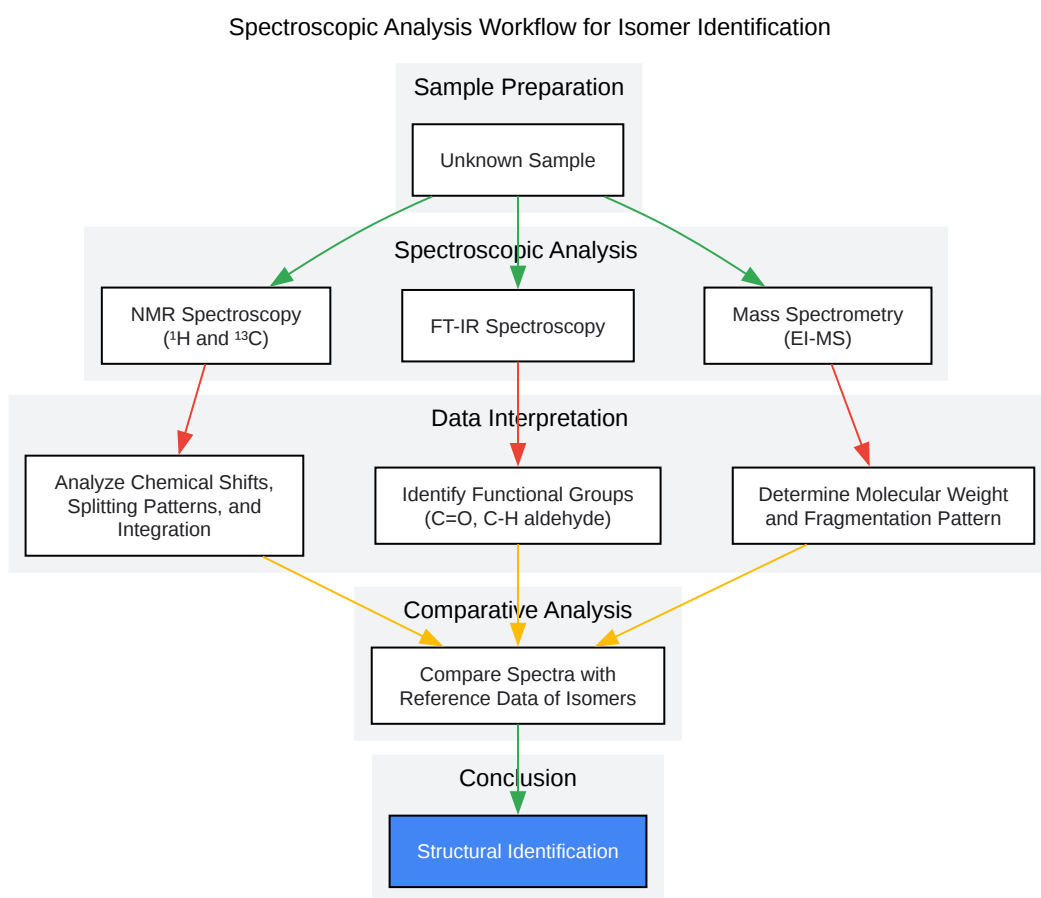 Spectroscopic Analysis Workflow for Isomer Identification
Sample Preparation
Unknown Sample
Spectroscopic Analysis
NMR Spectroscopy
(¹H and ¹³C)
FT-IR Spectroscopy
Mass Spectrometry
(EI-MS)
Data Interpretation
Analyze Chemical Shifts,
Splitting Patterns, and
Integration
Identify Functional Groups
(C=O, C-H aldehyde)
Determine Molecular Weight
and Fragmentation Pattern
Comparative Analysis
Compare Spectra with
Reference Data of Isomers
Conclusion
Structural Identification